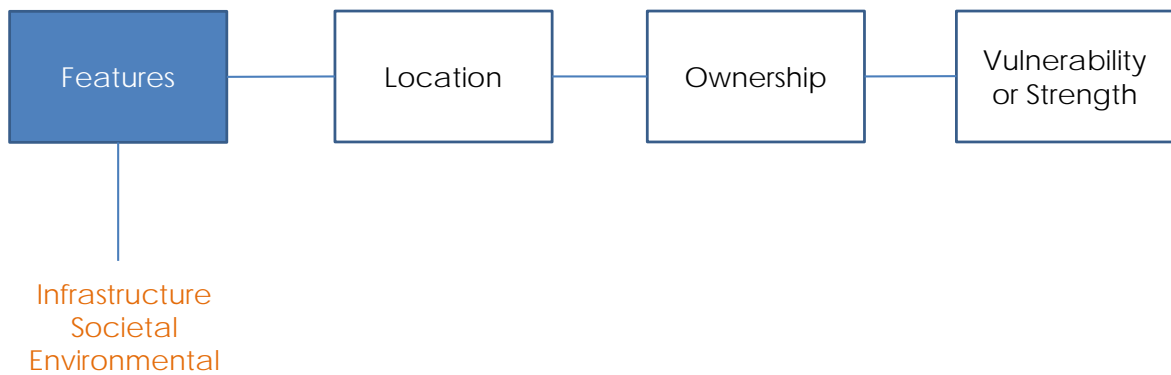 Features
Location
Ownership
Vulnerability
or Strength
Infrastructure
Societal
Environmental